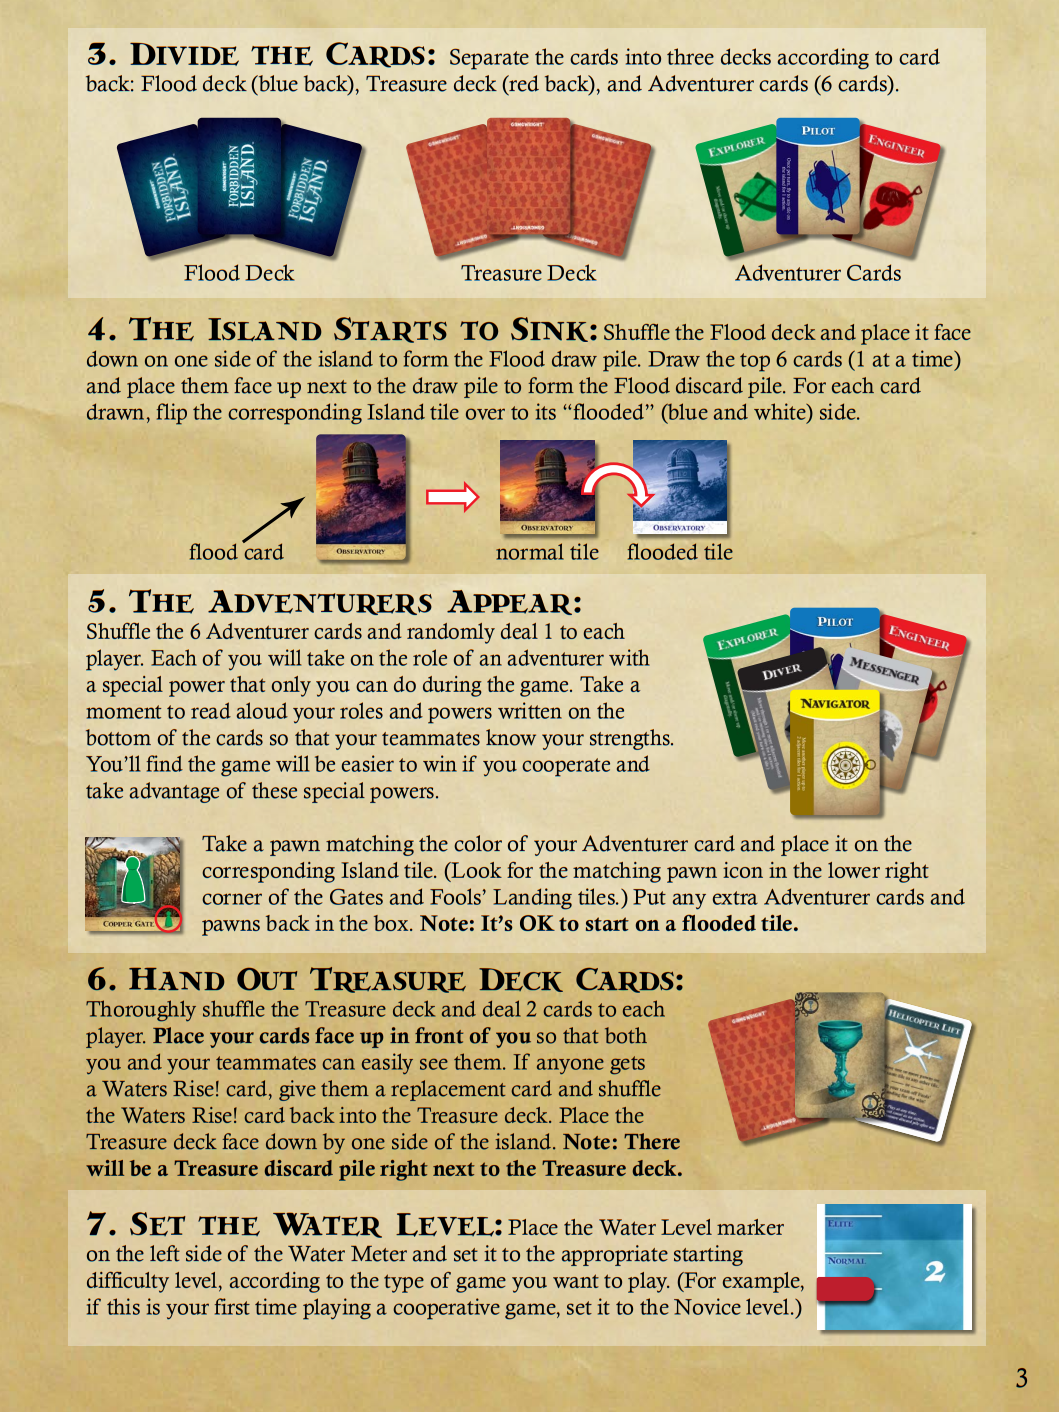 3. Divide the Cards: Separate the cards into three decks according to card
back: Flood deck (blue back), Treasure deck (red back), and Adventurer cards (6 cards).
GAMEWRIGHT
FORBIDDEN
ISLAND
GAMEWRIGHT
FORBIDDEN
ISLAND
GAMEWRIGHT
FORBIDDEN
ISLAND
GAMEWRIGHT
GAMEWRIGHT
GAMEWRIGHT
GAMEWRIGHT
GAMEWRIGHT
GAMEWRIGHT
Explorer
Pilot
Engineer
Flood Deck
Treasure Deck
Adventurer Cards
4. The Island Starts to Sink: Shuffle the Flood deck and place it face
down on one side of the island to form the Flood draw pile. Draw the top 6 cards (1 at a time)
and place them face up next to the draw pile to form the Flood discard pile. For each card
drawn, flip the corresponding Island tile over to its “flooded” (blue and white) side.
Observatory
Observatory
Observatory
flood card
normal tile
flooded tile
5. The Adventurers Appear:
Shuffle the 6 Adventurer cards and randomly deal 1 to each
player. Each of you will take on the role of an adventurer with
a special power that only you can do during the game. Take a
moment to read aloud your roles and powers written on the
bottom of the cards so that your teammates know your strengths.
You’ll find the game will be easier to win if you cooperate and
take advantage of these special powers.
Explorer
Pilot
Engineer
Diver
Messenger
Navigator
Copper Gate
Take a pawn matching the color of your Adventurer card and place it on the
corresponding Island tile. (Look for the matching pawn icon in the lower right
corner of the Gates and Fools’ Landing tiles.) Put any extra Adventurer cards and
pawns back in the box. Note: It’s OK to start on a flooded tile.
6. Hand Out Treasure Deck Cards:
Thoroughly shuffle the Treasure deck and deal 2 cards to each
player. Place your cards face up in front of you so that both
you and your teammates can easily see them. If anyone gets
a Waters Rise! card, give them a replacement card and shuffle
the Waters Rise! card back into the Treasure deck. Place the
Treasure deck face down by one side of the island. Note: There
will be a Treasure discard pile right next to the Treasure deck.
GAMEWRIGHT
GAMEWRIGHT
Helicopter Lift
7. Set the Water Level: Place the Water Level marker
on the left side of the Water Meter and set it to the appropriate starting
difficulty level, according to the type of game you want to play. (For example,
if this is your first time playing a cooperative game, set it to the Novice level.)
Elite
Normal
2
3